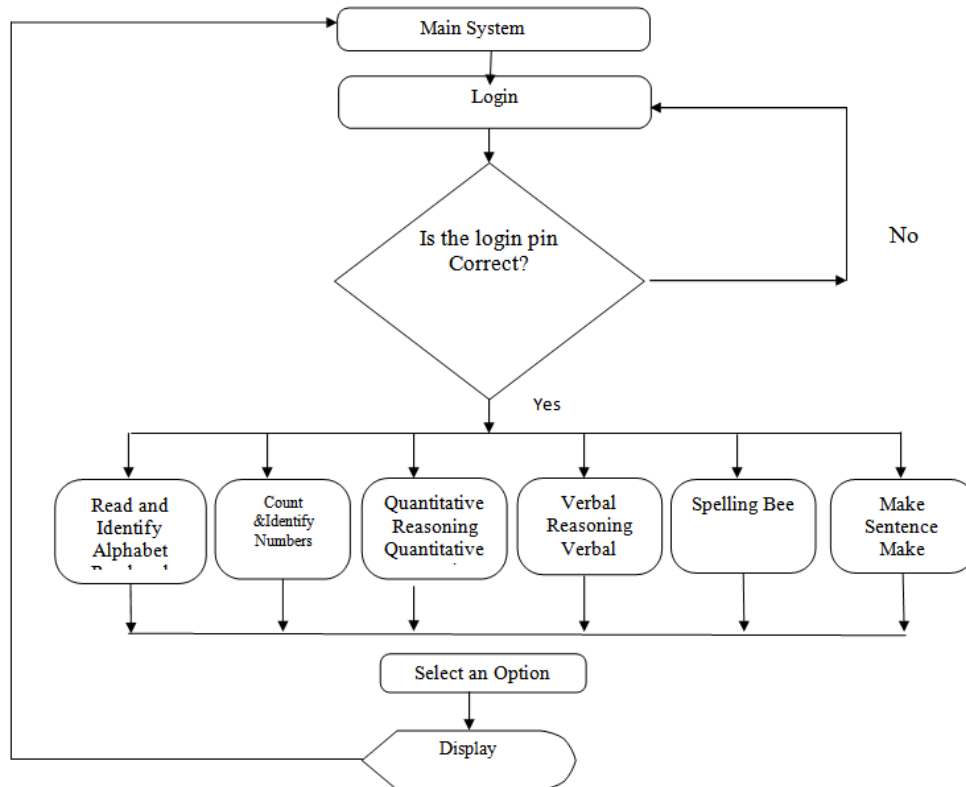 Main System
Login
Is the login pin
Correct?
No
Yes
Read and
Identify
Alphabet
Count
&Identify
Numbers
Quantitative
Reasoning
Quantitative
Verbal
Reasoning
Verbal
Spelling Bee
Make
Sentence
Make
Select an Option
Display